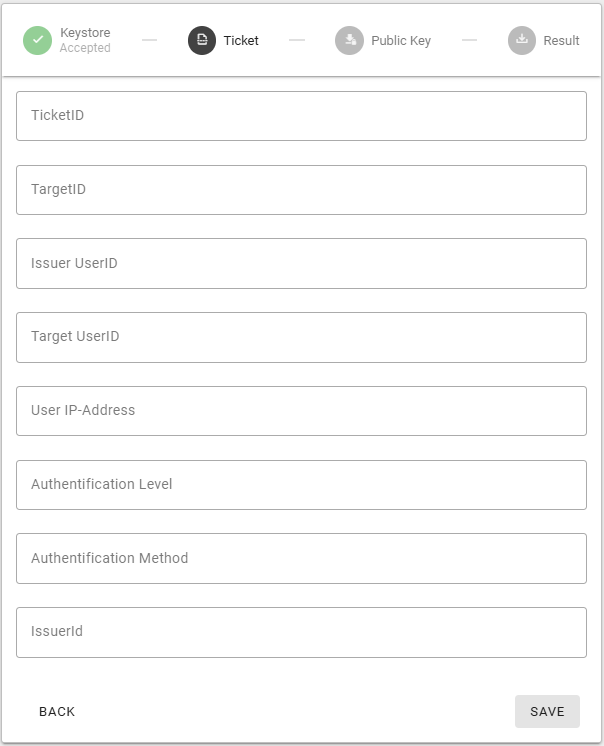 Keystore
Accepted
Ticket
Public Key
Result
TicketID
TargetID
Issuer UserID
Target UserID
User IP-Address
Authentification Level
Authentification Method
IssuerId
BACK
SAVE